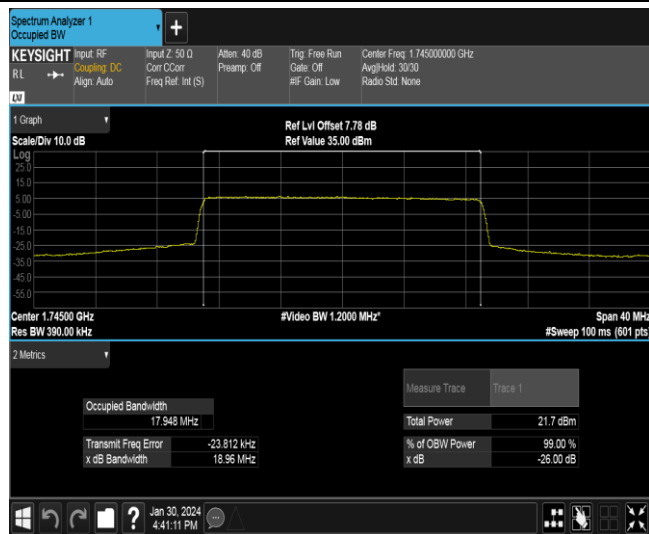 Spectrum Analyzer 1
Occupied BW
+
KEYSIGHT Input: RF Input Z: 50 Ω Atten: 40 dB Trig: Free Run Center Freq: 1.745000000 GHz
RL Coupling: DC Corr CCorr Preamp: Off Gate: Off Avg|Hold: 30/30
Align: Auto Freq Ref: Int (S) #IF Gain: Low Radio Std: None
LXI
1 Graph
Ref Lvl Offset 7.78 dB
Scale/Div 10.0 dB Ref Value 35.00 dBm
Log
25.0
15.0
5.00
-5.00
-15.0
-25.0
-35.0
-45.0
-55.0
Center 1.74500 GHz #Video BW 1.2000 MHz* Span 40 MHz
Res BW 390.00 kHz #Sweep 100 ms (601 pts)
2 Metrics
Measure Trace Trace 1
Occupied Bandwidth
17.948 MHz Total Power 21.7 dBm
Transmit Freq Error -23.812 kHz % of OBW Power 99.00 %
x dB Bandwidth 18.96 MHz x dB -26.00 dB
? Jan 30, 2024
4:41:11 PM